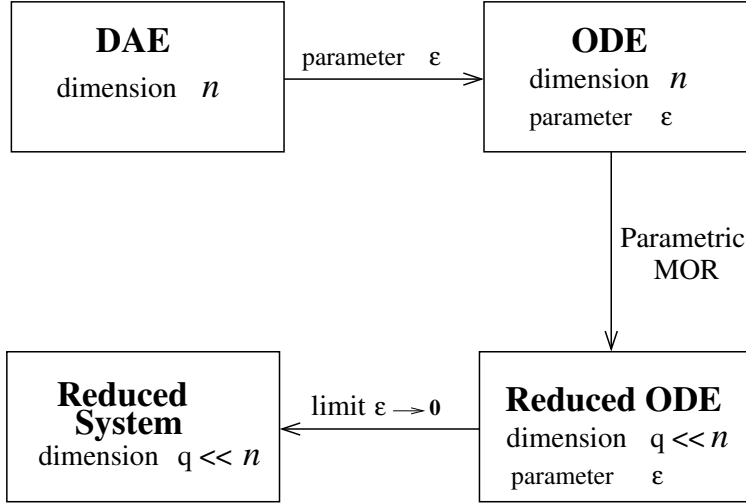 DAE
dimension n
parameter ε
ODE
dimension n
parameter ε
Parametric
MOR
Reduced ODE
dimension q << n
parameter ε
limit ε → 0
Reduced
System
dimension q << n